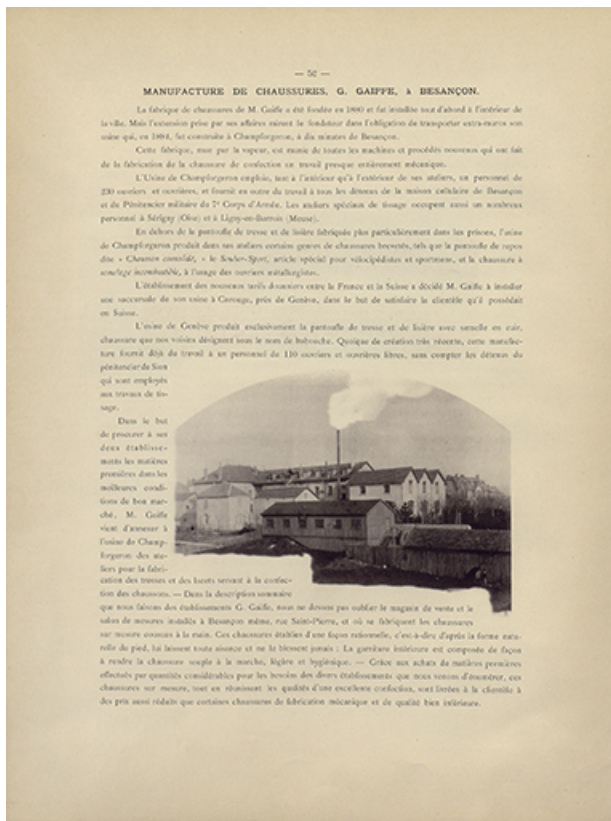 — 52 —
MANUFACTURE DE CHAUSSURES, G. GAIFFE, à BESANÇON.
La fabrique de chaussures de M. Gaiffe a été fondée en 1880 et fut installée tout d'abord à l'intérieur de
la ville. Mais l'extension prise par ses affaires mirent le fondateur dans l'obligation de transporter extra-muros son
usine qui, en 1884, fut construite à Champforgeron, à dix minutes de Besançon.
Cette fabrique, mue par la vapeur, est munie de toutes les machines et procédés nouveaux qui ont fait
de la fabrication de la chaussure de confection un travail presque entièrement mécanique.
L'Usine de Champforgeron emploie, tant à l'intérieur qu'à l'extérieur de ses ateliers, un personnel de
230 ouvriers et ouvrières, et fournit en outre du travail à tous les détenus de la maison cellulaire de Besançon
et du Pénitencier militaire du 7e Corps d'Armée. Les ateliers spéciaux de tissage occupent aussi un nombreux
personnel à Sérigny (Oise) et à Ligny-en-Barrois (Meuse).
En dehors de la pantoufle de tresse et de lisière fabriquée plus particulièrement dans les prisons, l'usine
de Champforgeron produit dans ses ateliers certains genres de chaussures brevetés, tels que la pantoufle de repos
dite « Chausson comtois, » le Soulier-Sport, article spécial pour vélocipédistes et sportmens, et la chaussure à
semelage incombustible, à l'usage des ouvriers métallurgistes.
L'établissement des nouveaux tarifs douaniers entre la France et la Suisse a décidé M. Gaiffe à installer
une succursale de son usine à Carouge, près de Genève, dans le but de satisfaire la clientèle qu'il possédait
en Suisse.
L'usine de Genève produit exclusivement la pantoufle de tresse et de lisière avec semelle en cuir,
chaussure que nos voisins désignent sous le nom de babouche. Quoique de création très récente, cette manufac-
ture fournit déjà du travail à un personnel de 110 ouvriers et ouvrières libres, sans compter les détenus du
pénitencier de Sion
qui sont employés
aux travaux de tis-
sage.
Dans le but
de procurer à ses
deux établisse-
ments les matières
premières dans les
meilleures condi-
tions de bon mar-
ché, M. Gaiffe
vient d'annexer à
l'usine de Champ-
forgeron des ate-
liers pour la fabri-
cation des tresses et des lacets servant à la confec-
tion des chaussons. — Dans la description sommaire
que nous faisons des établissements G. Gaiffe, nous ne devons pas oublier le magasin de vente et le
salon de mesures installés à Besançon même, rue Saint-Pierre, et où se fabriquent les chaussures
sur mesure cousues à la main. Ces chaussures établies d'une façon rationnelle, c'est-à-dire d'après la forme natu-
relle du pied, lui laissent toute aisance et ne le blessent jamais : La garniture intérieure est composée de façon
à rendre la chaussure souple à la marche, légère et hygiénique. — Grâce aux achats de matières premières
effectués par quantités considérables pour les besoins des divers établissements que nous venons d'énumérer, ces
chaussures sur mesure, tout en réunissant les qualités d'une excellente confection, sont livrées à la clientèle à
des prix aussi réduits que certaines chaussures de fabrication mécanique et de qualité bien inférieure.